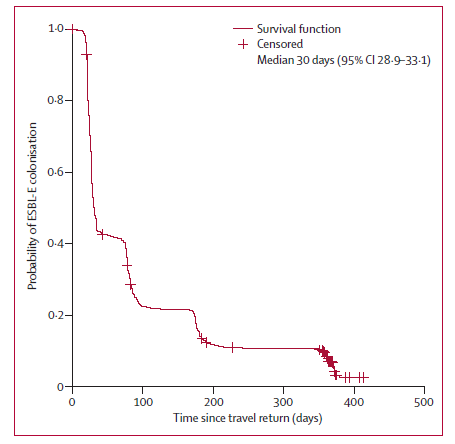 1·0
Survival function
Censored
Median 30 days (95% CI 28·9–33·1)
0·8
0·6
0·4
0·2
0
0
100
200
300
400
500
Probability of ESBL-E colonisation
Time since travel return (days)